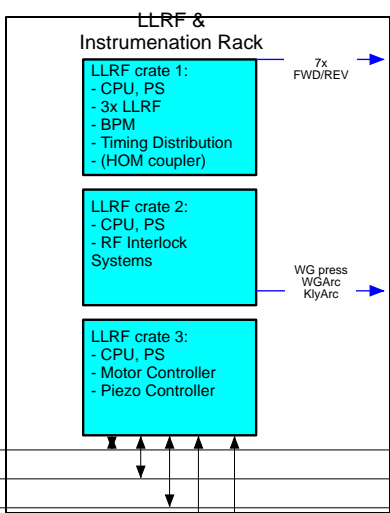 LLRF &
Instrumenation Rack
LLRF crate 1:
- CPU, PS
- 3x LLRF
- BPM
- Timing Distribution
- (HOM coupler)
7x
FWD/REV
LLRF crate 2:
- CPU, PS
- RF Interlock
Systems
WG press
WGArc
KlyArc
LLRF crate 3:
- CPU, PS
- Motor Controller
- Piezo Controller